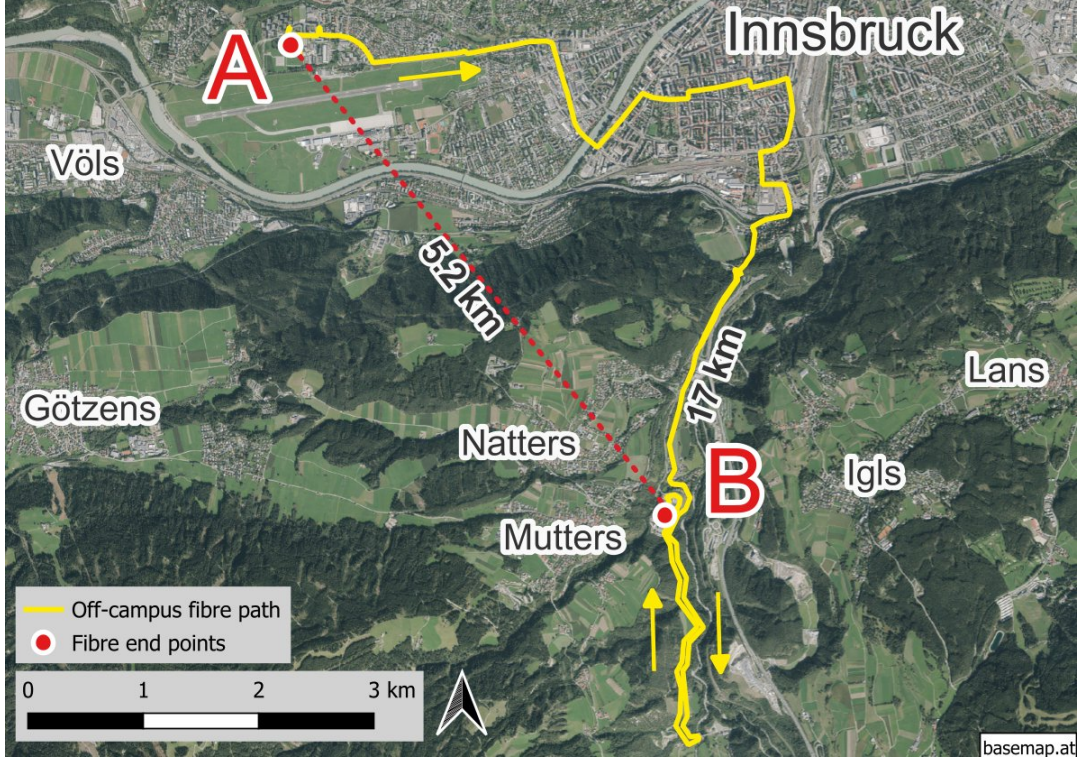 Innsbruck
A
Völs
5.2 km
17 km
Lans
Götzens
Natters
Igls
B
Mutters
Off-campus fibre path
Fibre end points
0 1 2 3 km
basemap.at